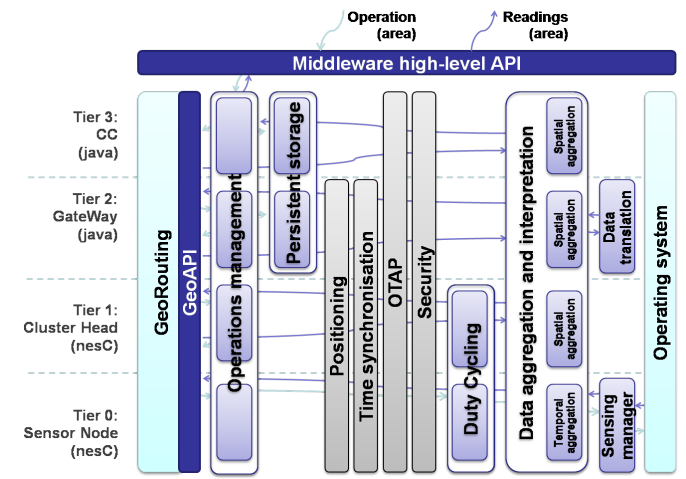 Operation
(area)
Readings
(area)
Middleware high-level API
Tier 3:
CC
(java)
Tier 2:
GateWay
(java)
Tier 1:
Cluster Head
(nesC)
Tier 0:
Sensor Node
(nesC)
GeoRouting
GeoAPI
Operations management
Persistent storage
Positioning
Time synchronisation
OTAP
Security
Duty Cycling
Data aggregation and interpretation
Spatial
aggregation
Spatial
aggregation
Spatial
aggregation
Temporal
aggregation
Data
translation
Sensing
manager
Operating system